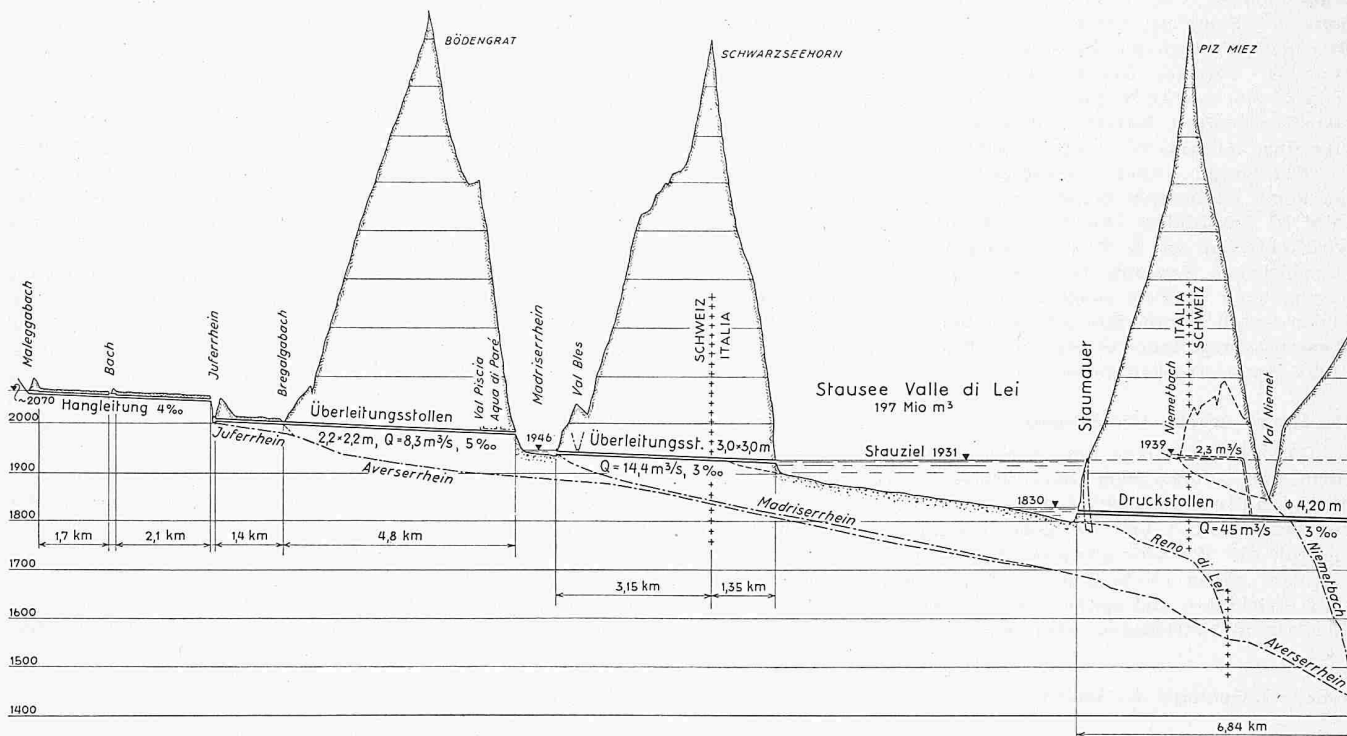 BÖDENGRAT
SCHWARZSEEHORN
PIZ MIEZ
Maleggabach
Bach
Juferrhein
Bregalgabach
Val Piscia
Aqua di Paré
Madriserrhein
Val Bles
SCHWEIZ
ITALIA
Stausee Valle di Lei
197 Mio m³
Staumauer
Niemetbach
ITALIA
SCHWEIZ
Val Niemet
~2070
Hangleitung 4‰
2000
Juferrhein
Überleitungsstollen
2,2×2,2 m, Q = 8,3 m³/s, 5‰
Averserrhein
1946
Überleitungsst. 3,0×3,0 m
Q = 14,4 m³/s, 3‰
Stauziel 1931
1939
2,3 m³/s
1900
1830
Druckstollen
φ 4,20 m
Q = 45 m³/s
3‰
1800
Madriserrhein
Reno di Lei
Niemetbach
1,7 km
2,1 km
1,4 km
4,8 km
1700
3,15 km
1,35 km
1600
Averserrhein
1500
1400
6,84 km